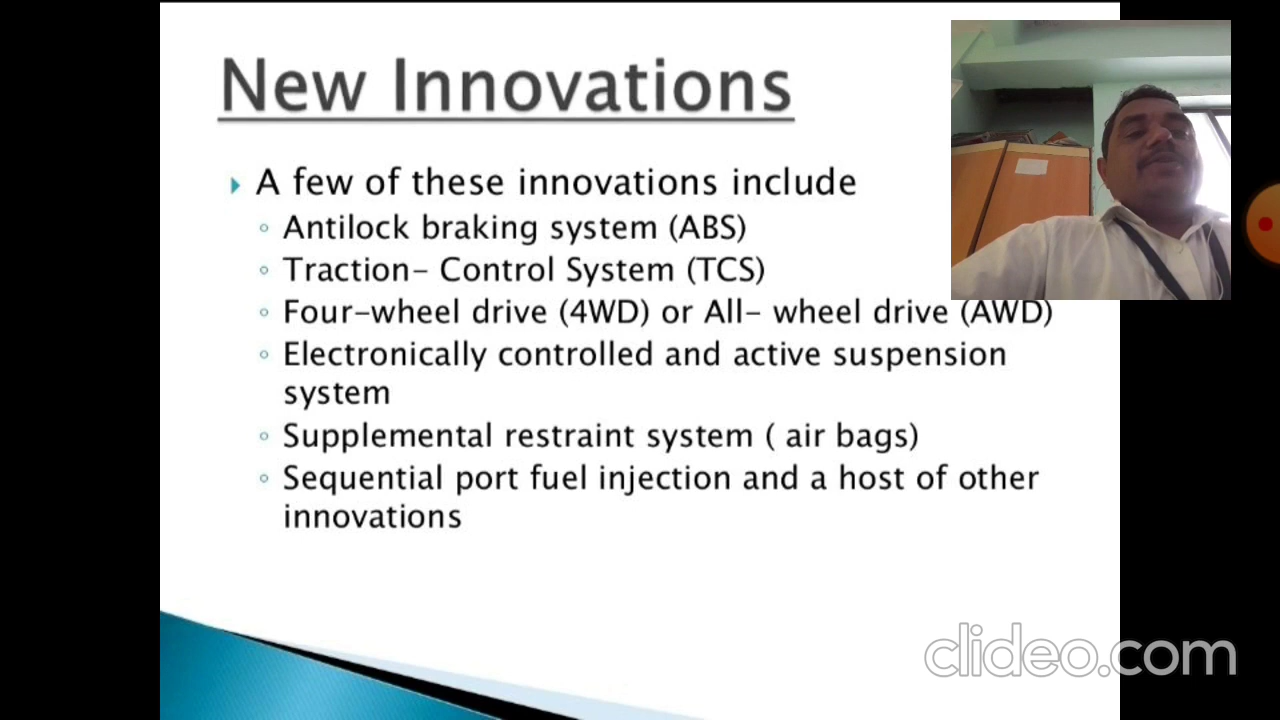 New Innovations
A few of these innovations include
Antilock braking system (ABS)
Traction- Control System (TCS)
Four-wheel drive (4WD) or All- wheel drive (AWD)
Electronically controlled and active suspension
system
Supplemental restraint system ( air bags)
Sequential port fuel injection and a host of other
innovations
clideo.com